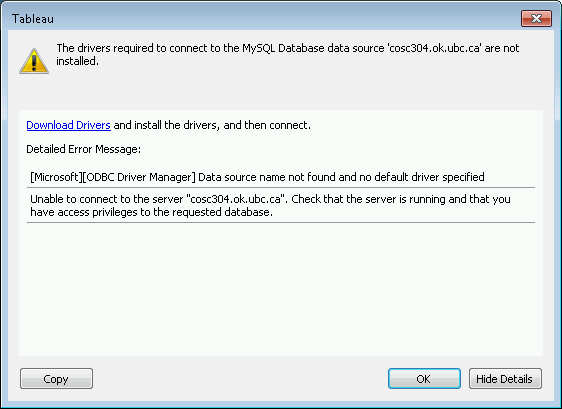 Tableau
The drivers required to connect to the MySQL Database data source 'cosc304.ok.ubc.ca' are not
installed.
Download Drivers and install the drivers, and then connect.
Detailed Error Message:
[Microsoft][ODBC Driver Manager] Data source name not found and no default driver specified
Unable to connect to the server "cosc304.ok.ubc.ca". Check that the server is running and that you
have access privileges to the requested database.
Copy
OK
Hide Details